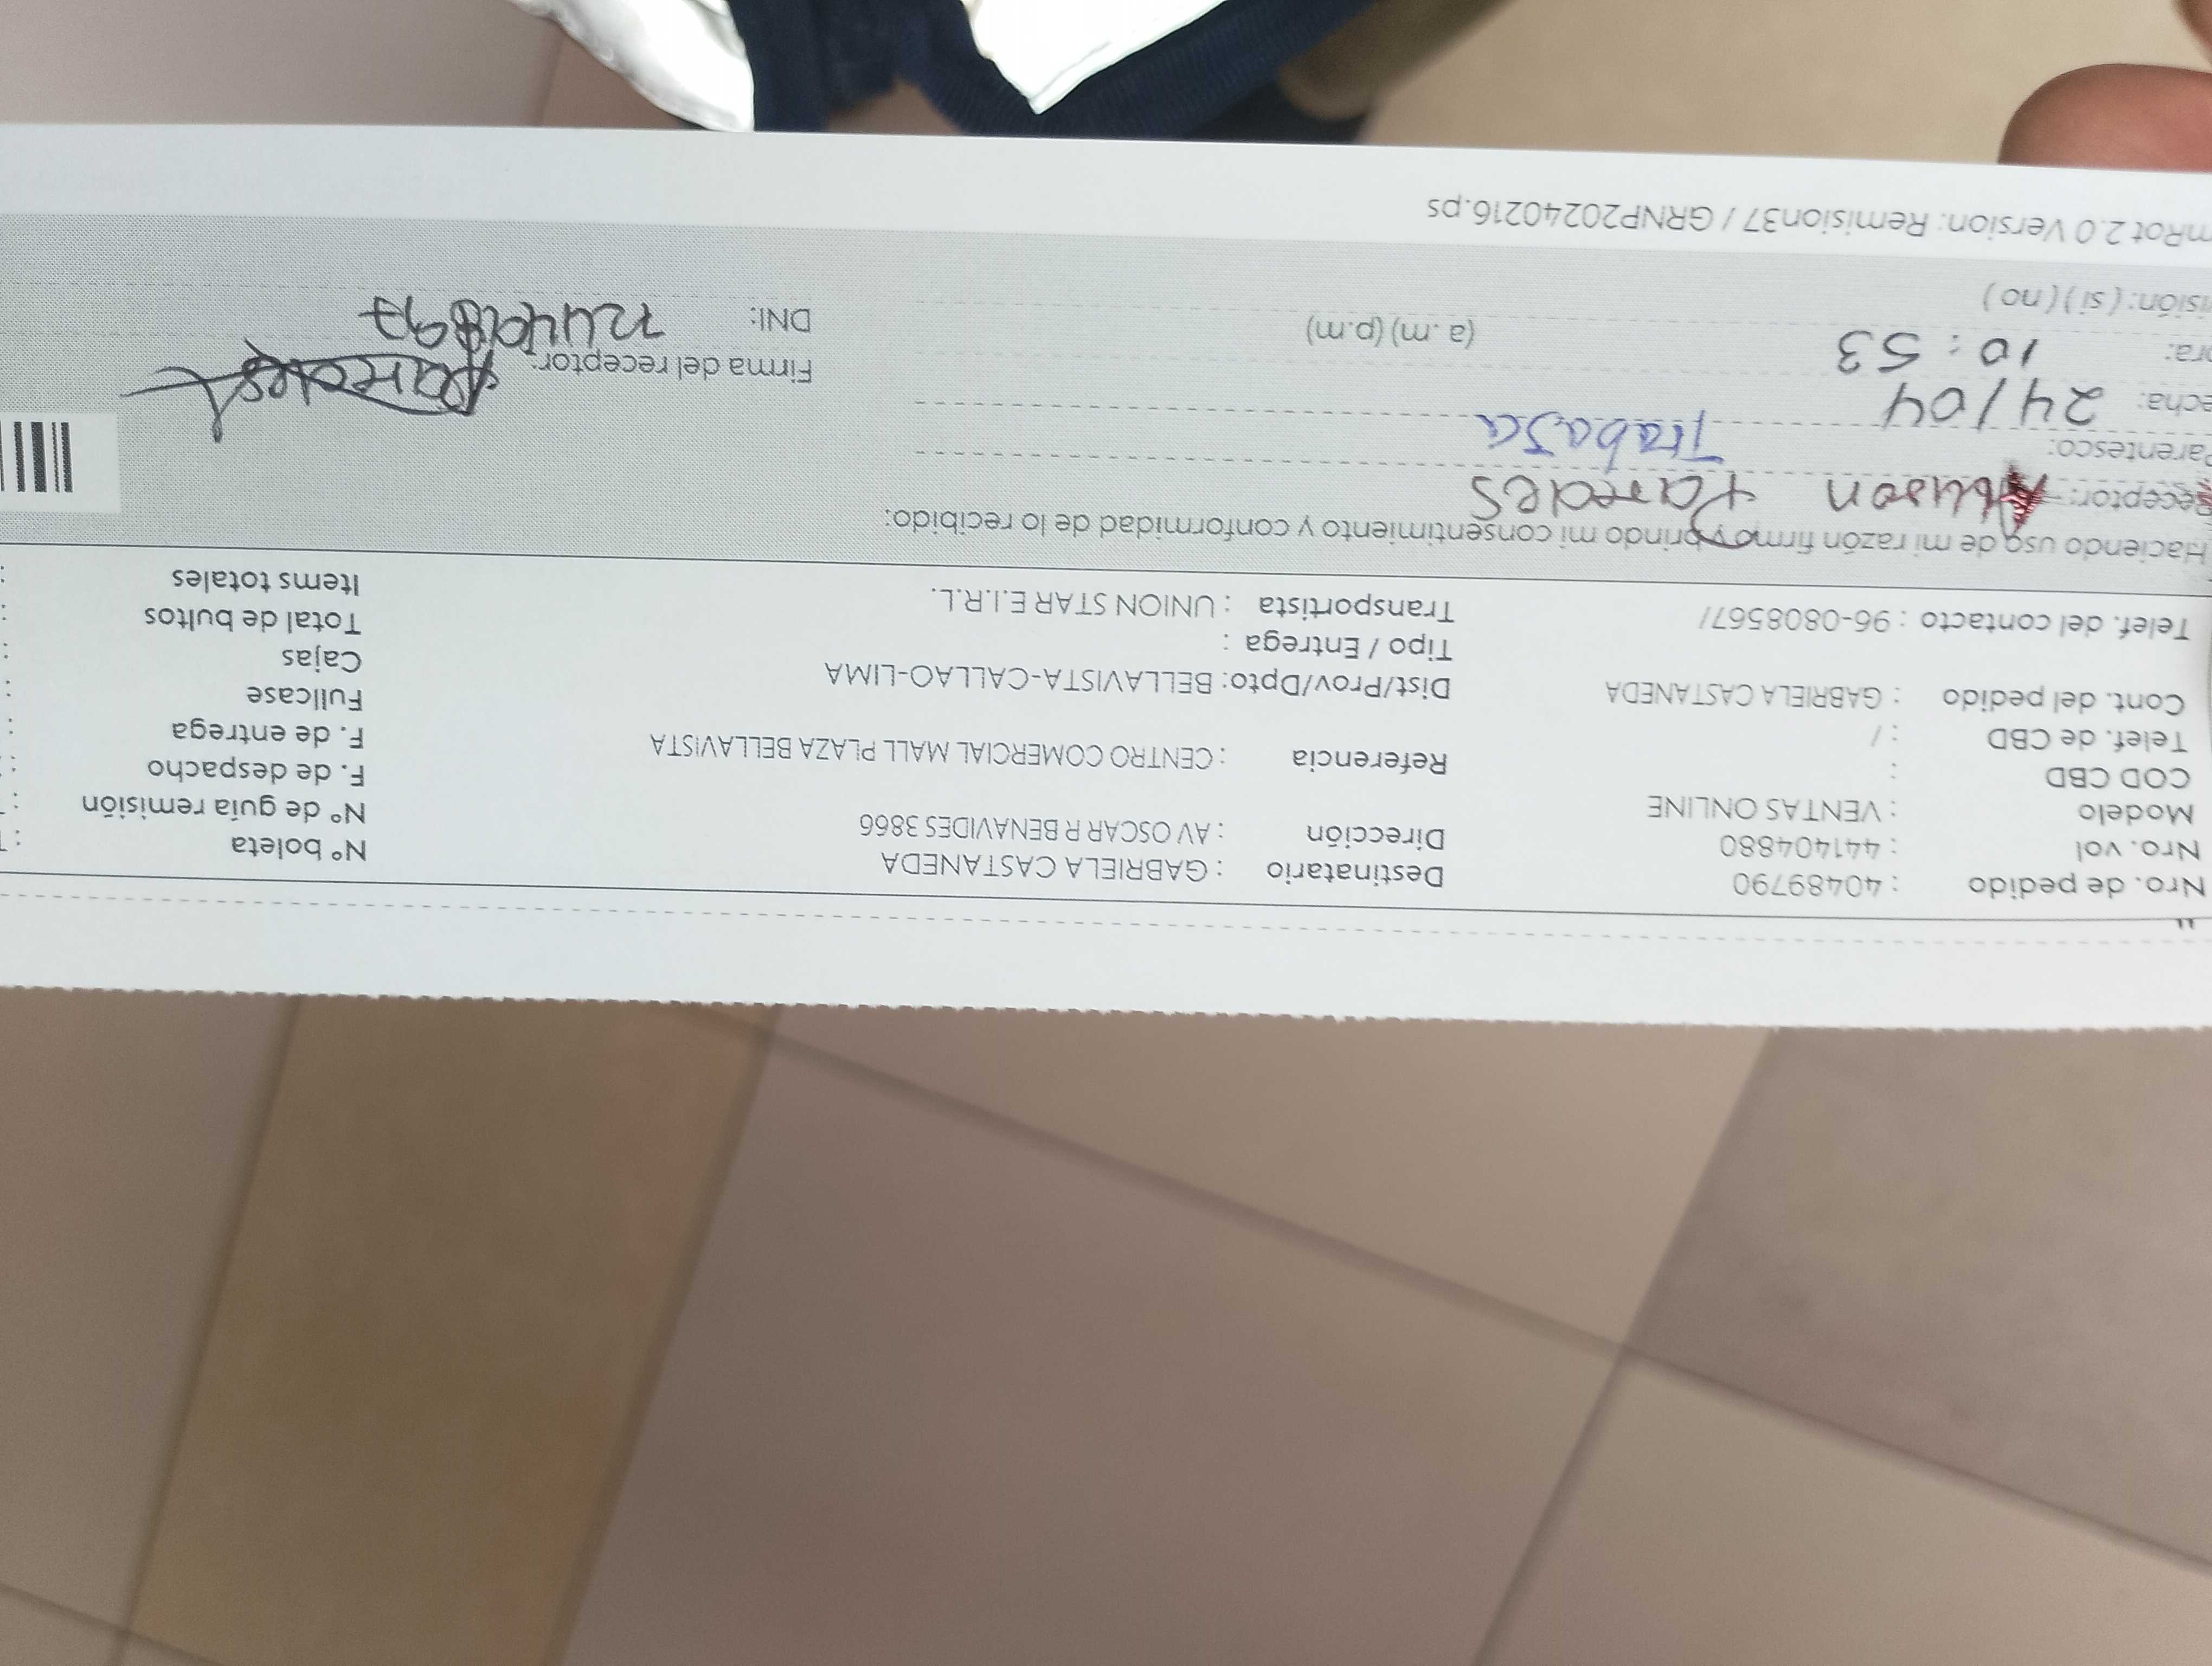 Nro. de pedido : 40489790
Nro. vol : 441404880
Modelo : VENTAS ONLINE
COD CBD :
Telef. de CBD : /
Cont. del pedido : GABRIELA CASTANEDA
Telef. del contacto : 96-0808567/
Destinatario : GABRIELA CASTANEDA
Dirección : AV OSCAR R BENAVIDES 3866
Referencia : CENTRO COMERCIAL MALL PLAZA BELLAVISTA
Dist/Prov/Dpto: BELLAVISTA-CALLAO-LIMA
Tipo / Entrega :
Transportista : UNION STAR E.I.R.L.
Nº boleta :
Nº de guía remisión :
F. de despacho :
F. de entrega :
Fullcase :
Cajas :
Total de bultos :
Items totales :
Haciendo uso de mi razón firmo y brindo mi consentimiento y conformidad de lo recibido:
Receptor: Allison Paredes
Parentesco: Trabaja
echa: 24/04
ora: 10:53 (a.m) (p.m)
isión: (si) (no)
Firma del receptor: Paredes
DNI:
mRot 2.0 Version: Remision37 / GRNP20240216.ps